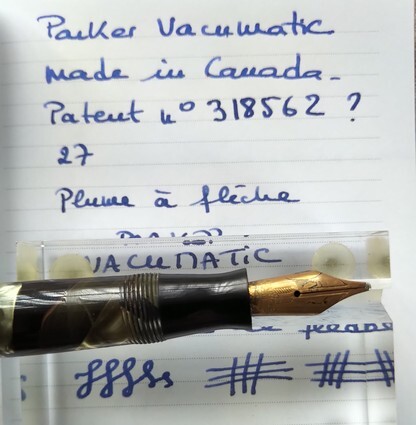 Parker Vacumatic
made in Canada.
Patent n° 318562 ?
27
Plume à flèche
VACUMATIC